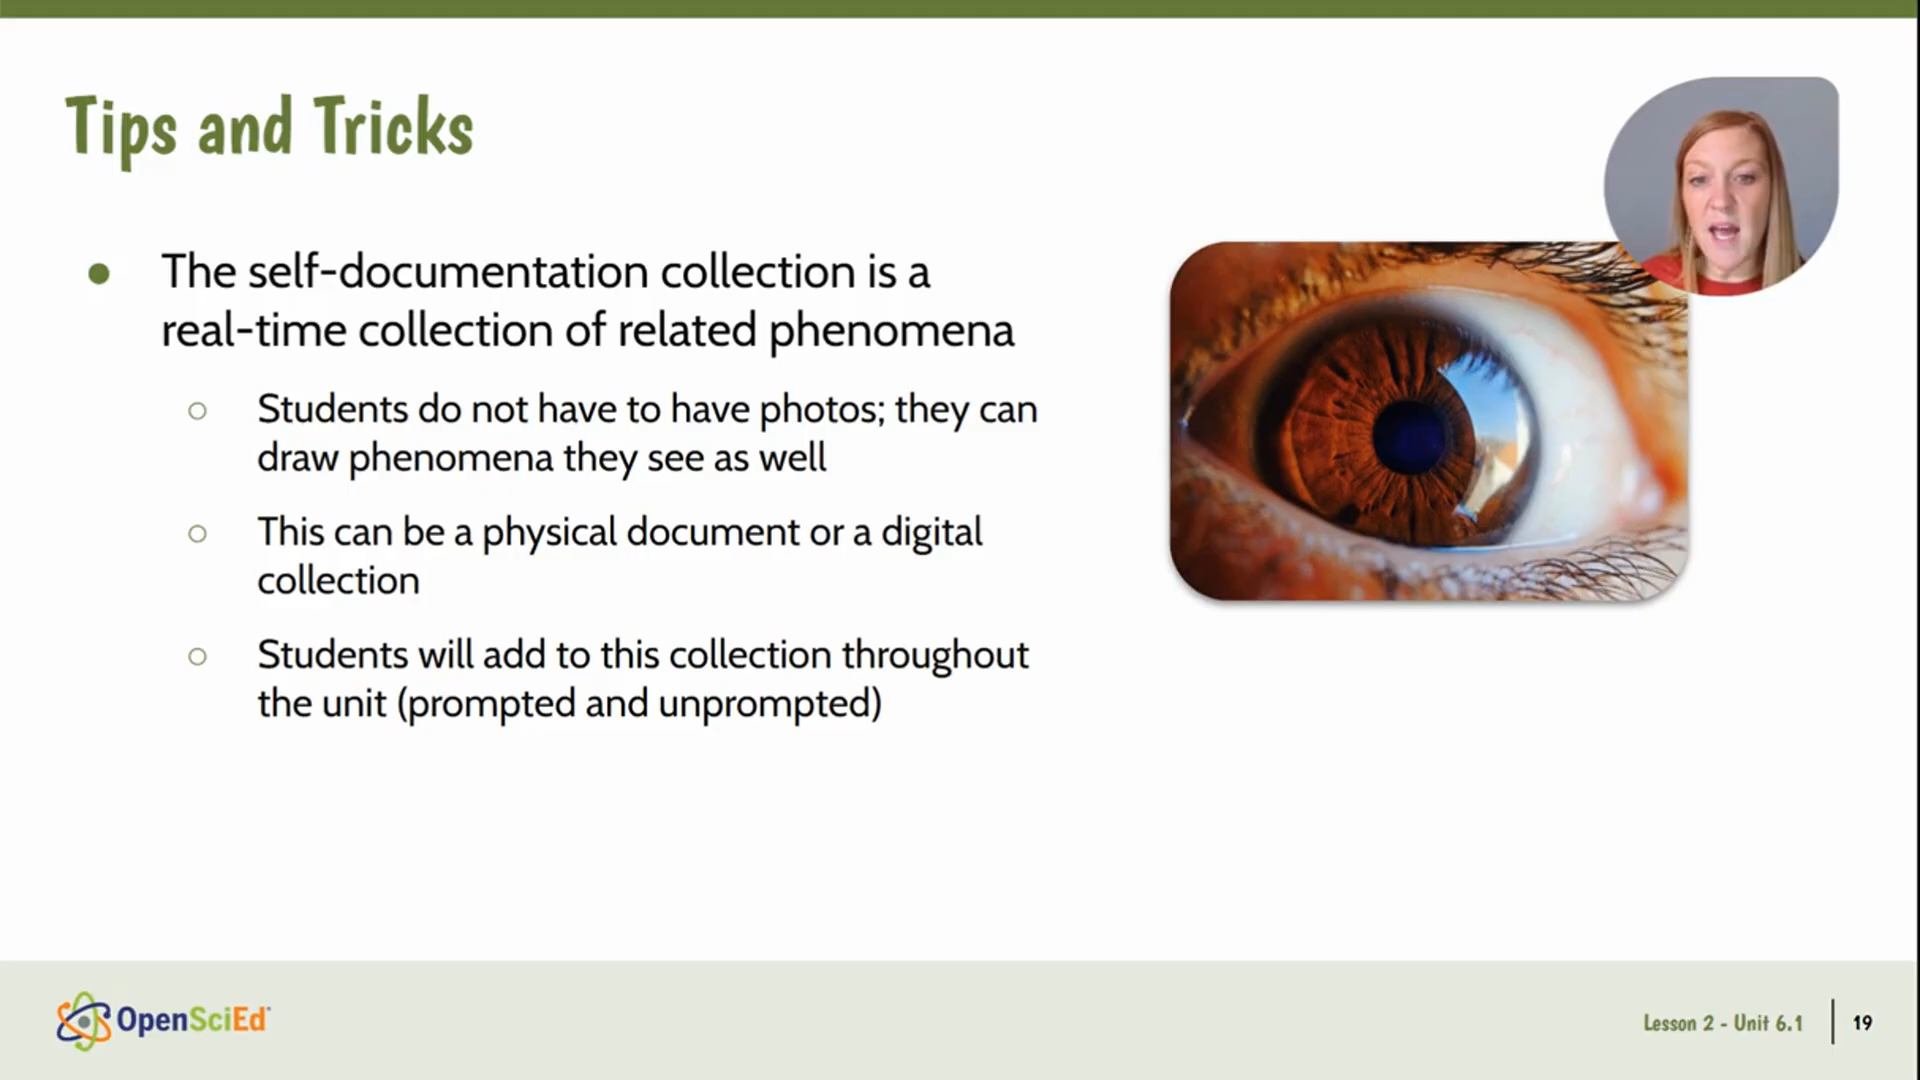 Tips and Tricks
● The self-documentation collection is a
real-time collection of related phenomena
○ Students do not have to have photos; they can
draw phenomena they see as well
○ This can be a physical document or a digital
collection
○ Students will add to this collection throughout
the unit (prompted and unprompted)
OpenSciEd
Lesson 2 - Unit 6.1 | 19